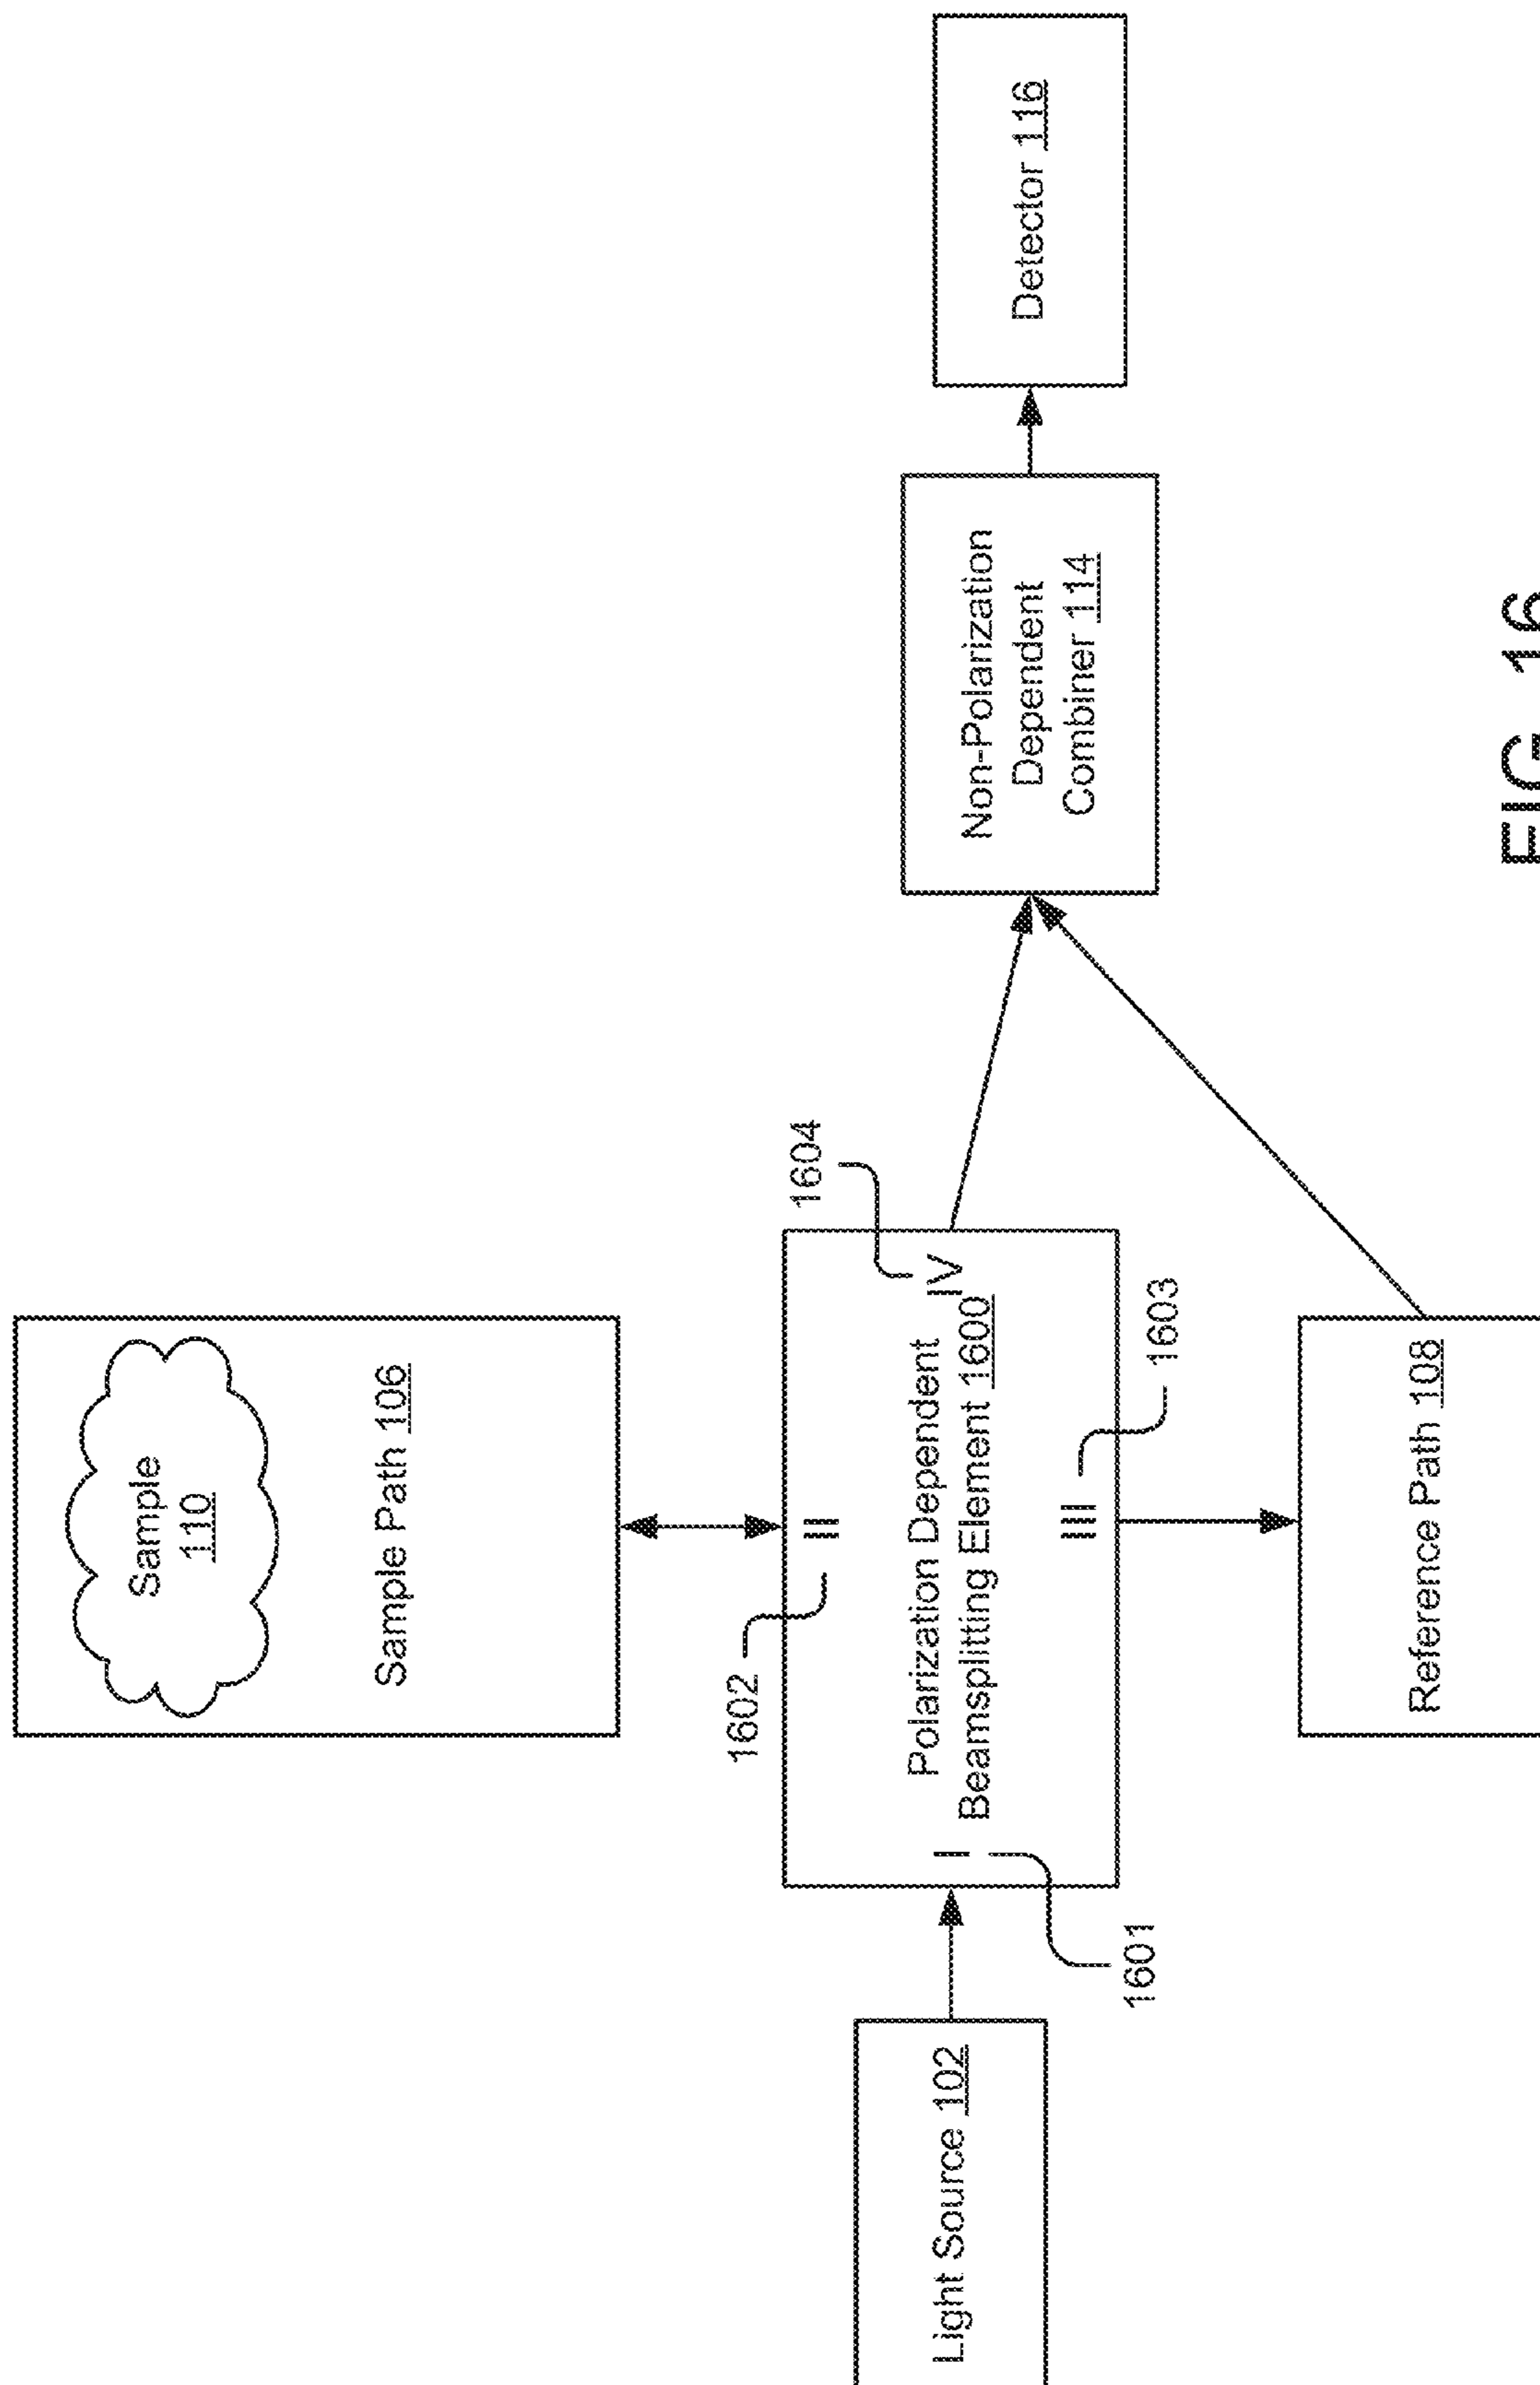 Sample
110
Sample Path 106
1602
1604
II
Polarization Dependent
Beamsplitting Element 1600
I
IV
III
1601
1603
Light Source 102
Reference Path 108
Non-Polarization
Dependent
Combiner 114
Detector 116
FIG. 16